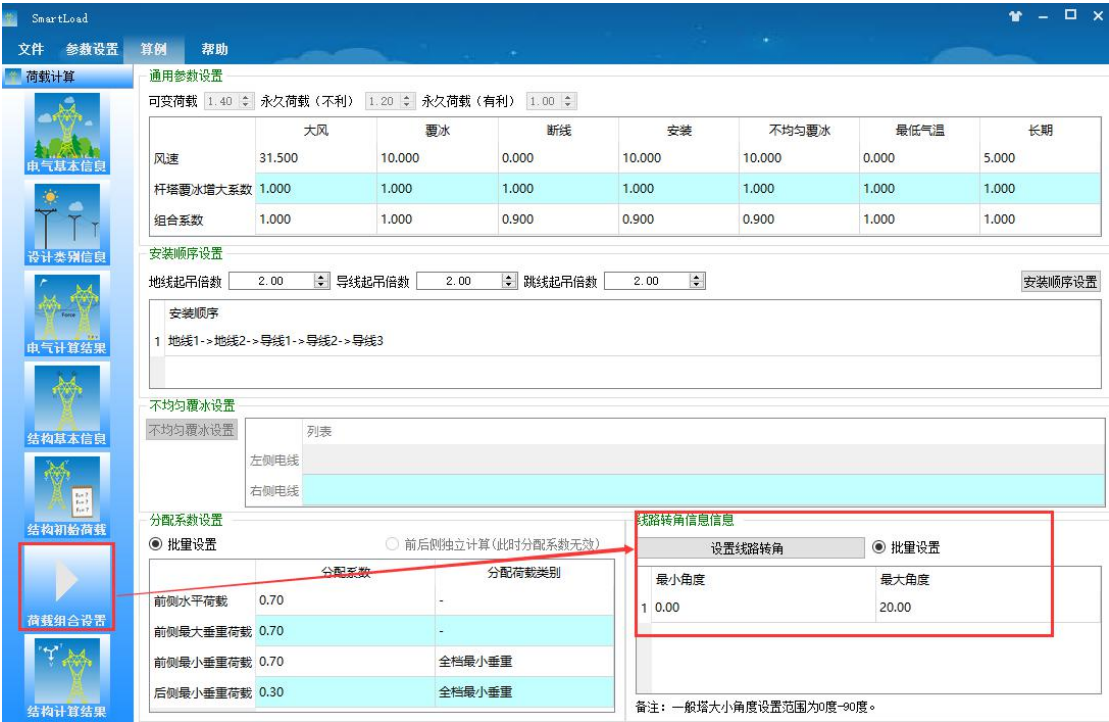 SmartLoad
文件 参数设置 算例 帮助
荷载计算
电气基本信息
设计类别信息
电气计算结果
结构基本信息
结构初始荷载
荷载组合设置
结构计算结果
通用参数设置
可变荷载 1.40 永久荷载（不利） 1.20 永久荷载（有利） 1.00
大风 覆冰 断线 安装 不均匀覆冰 最低气温 长期
风速 31.500 10.000 0.000 10.000 10.000 0.000 5.000
杆塔覆冰增大系数 1.000 1.000 1.000 1.000 1.000 1.000 1.000
组合系数 1.000 1.000 0.900 0.900 0.900 1.000 1.000
安装顺序设置
地线起吊倍数 2.00 导线起吊倍数 2.00 跳线起吊倍数 2.00 安装顺序设置
安装顺序
1 地线1->地线2->导线1->导线2->导线3
不均匀覆冰设置
不均匀覆冰设置 列表
左侧电线
右侧电线
分配系数设置
批量设置 前后侧独立计算(此时分配系数无效)
分配系数 分配荷载类别
前侧水平荷载 0.70 -
前侧最大垂重荷载 0.70 -
前侧最小垂重荷载 0.70 全档最小垂重
后侧最小垂重荷载 0.30 全档最小垂重
线路转角信息信息
设置线路转角 批量设置
最小角度 最大角度
1 0.00 20.00
备注：一般塔大小角度设置范围为0度-90度。